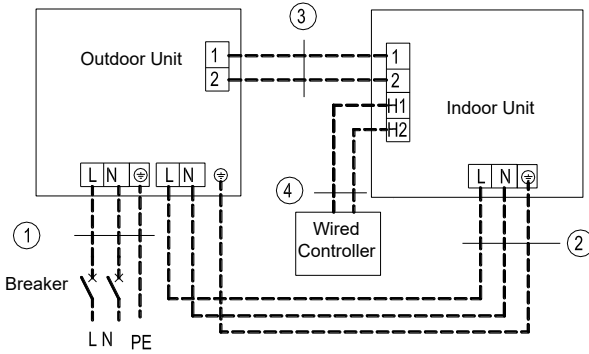 3
Outdoor Unit
1
2
1
2
H1
H2
Indoor Unit
L N
L N
4
L N
1
Wired
Controller
2
Breaker
L N PE